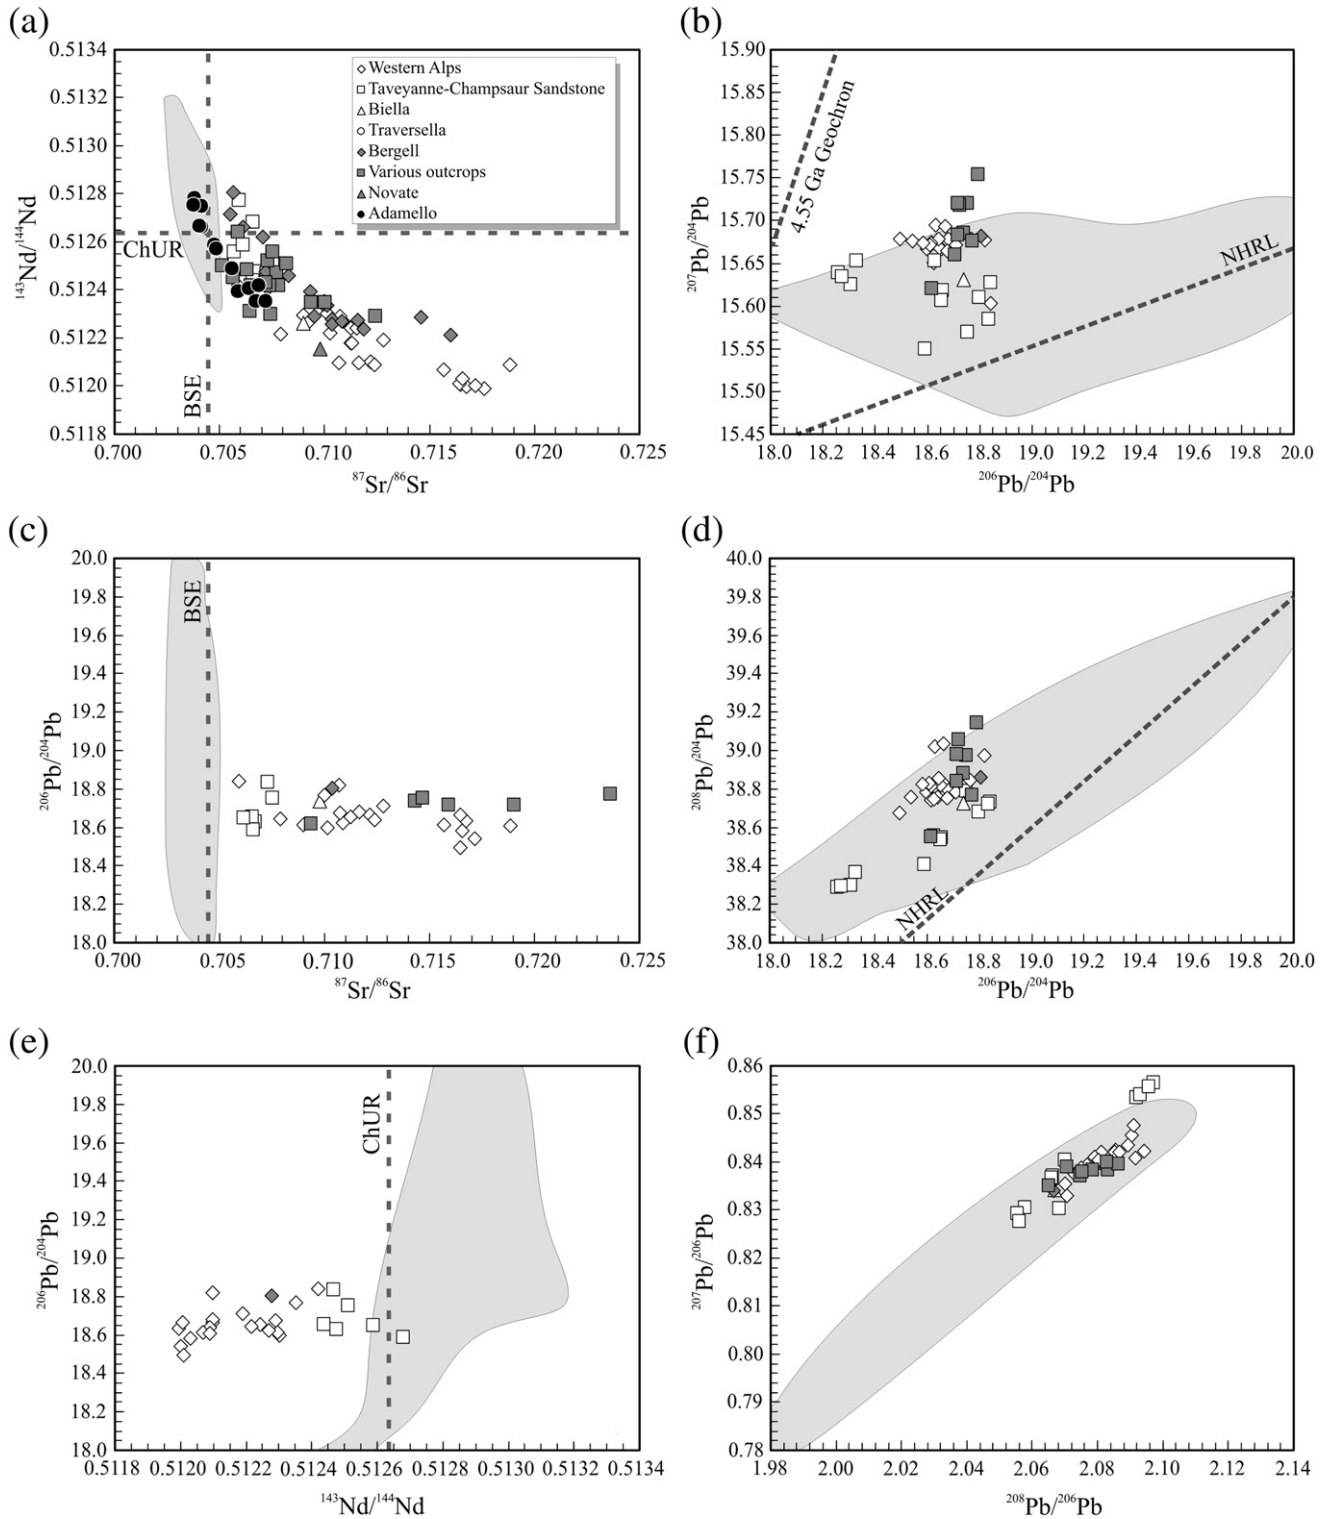 (a)
0.5134
0.5132
0.5130
0.5128
0.5126
0.5124
0.5122
0.5120
0.5118
¹⁴³Nd/¹⁴⁴Nd
ChUR
BSE
Western Alps
Taveyanne-Champsaur Sandstone
Biella
Traversella
Bergell
Various outcrops
Novate
Adamello
0.700 0.705 0.710 0.715 0.720 0.725
⁸⁷Sr/⁸⁶Sr
(b)
15.90
15.85
15.80
15.75
15.70
15.65
15.60
15.55
15.50
15.45
²⁰⁷Pb/²⁰⁴Pb
4.55 Ga Geochron
NHRL
18.0 18.2 18.4 18.6 18.8 19.0 19.2 19.4 19.6 19.8 20.0
²⁰⁶Pb/²⁰⁴Pb
(c)
20.0
19.8
19.6
19.4
19.2
19.0
18.8
18.6
18.4
18.2
18.0
²⁰⁶Pb/²⁰⁴Pb
BSE
0.700 0.705 0.710 0.715 0.720 0.725
⁸⁷Sr/⁸⁶Sr
(d)
40.0
39.8
39.6
39.4
39.2
39.0
38.8
38.6
38.4
38.2
38.0
²⁰⁸Pb/²⁰⁴Pb
NHRL
18.0 18.2 18.4 18.6 18.8 19.0 19.2 19.4 19.6 19.8 20.0
²⁰⁶Pb/²⁰⁴Pb
(e)
20.0
19.8
19.6
19.4
19.2
19.0
18.8
18.6
18.4
18.2
18.0
²⁰⁶Pb/²⁰⁴Pb
ChUR
0.5118 0.5120 0.5122 0.5124 0.5126 0.5128 0.5130 0.5132 0.5134
¹⁴³Nd/¹⁴⁴Nd
(f)
0.86
0.85
0.84
0.83
0.82
0.81
0.80
0.79
0.78
²⁰⁷Pb/²⁰⁶Pb
1.98 2.00 2.02 2.04 2.06 2.08 2.10 2.12 2.14
²⁰⁸Pb/²⁰⁶Pb